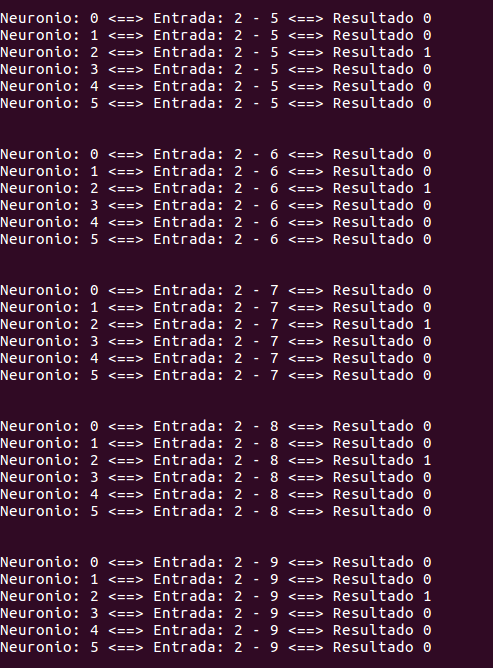 Neuronio: 0 <==> Entrada: 2 - 5 <==> Resultado 0
Neuronio: 1 <==> Entrada: 2 - 5 <==> Resultado 0
Neuronio: 2 <==> Entrada: 2 - 5 <==> Resultado 1
Neuronio: 3 <==> Entrada: 2 - 5 <==> Resultado 0
Neuronio: 4 <==> Entrada: 2 - 5 <==> Resultado 0
Neuronio: 5 <==> Entrada: 2 - 5 <==> Resultado 0

Neuronio: 0 <==> Entrada: 2 - 6 <==> Resultado 0
Neuronio: 1 <==> Entrada: 2 - 6 <==> Resultado 0
Neuronio: 2 <==> Entrada: 2 - 6 <==> Resultado 1
Neuronio: 3 <==> Entrada: 2 - 6 <==> Resultado 0
Neuronio: 4 <==> Entrada: 2 - 6 <==> Resultado 0
Neuronio: 5 <==> Entrada: 2 - 6 <==> Resultado 0

Neuronio: 0 <==> Entrada: 2 - 7 <==> Resultado 0
Neuronio: 1 <==> Entrada: 2 - 7 <==> Resultado 0
Neuronio: 2 <==> Entrada: 2 - 7 <==> Resultado 1
Neuronio: 3 <==> Entrada: 2 - 7 <==> Resultado 0
Neuronio: 4 <==> Entrada: 2 - 7 <==> Resultado 0
Neuronio: 5 <==> Entrada: 2 - 7 <==> Resultado 0

Neuronio: 0 <==> Entrada: 2 - 8 <==> Resultado 0
Neuronio: 1 <==> Entrada: 2 - 8 <==> Resultado 0
Neuronio: 2 <==> Entrada: 2 - 8 <==> Resultado 1
Neuronio: 3 <==> Entrada: 2 - 8 <==> Resultado 0
Neuronio: 4 <==> Entrada: 2 - 8 <==> Resultado 0
Neuronio: 5 <==> Entrada: 2 - 8 <==> Resultado 0

Neuronio: 0 <==> Entrada: 2 - 9 <==> Resultado 0
Neuronio: 1 <==> Entrada: 2 - 9 <==> Resultado 0
Neuronio: 2 <==> Entrada: 2 - 9 <==> Resultado 1
Neuronio: 3 <==> Entrada: 2 - 9 <==> Resultado 0
Neuronio: 4 <==> Entrada: 2 - 9 <==> Resultado 0
Neuronio: 5 <==> Entrada: 2 - 9 <==> Resultado 0